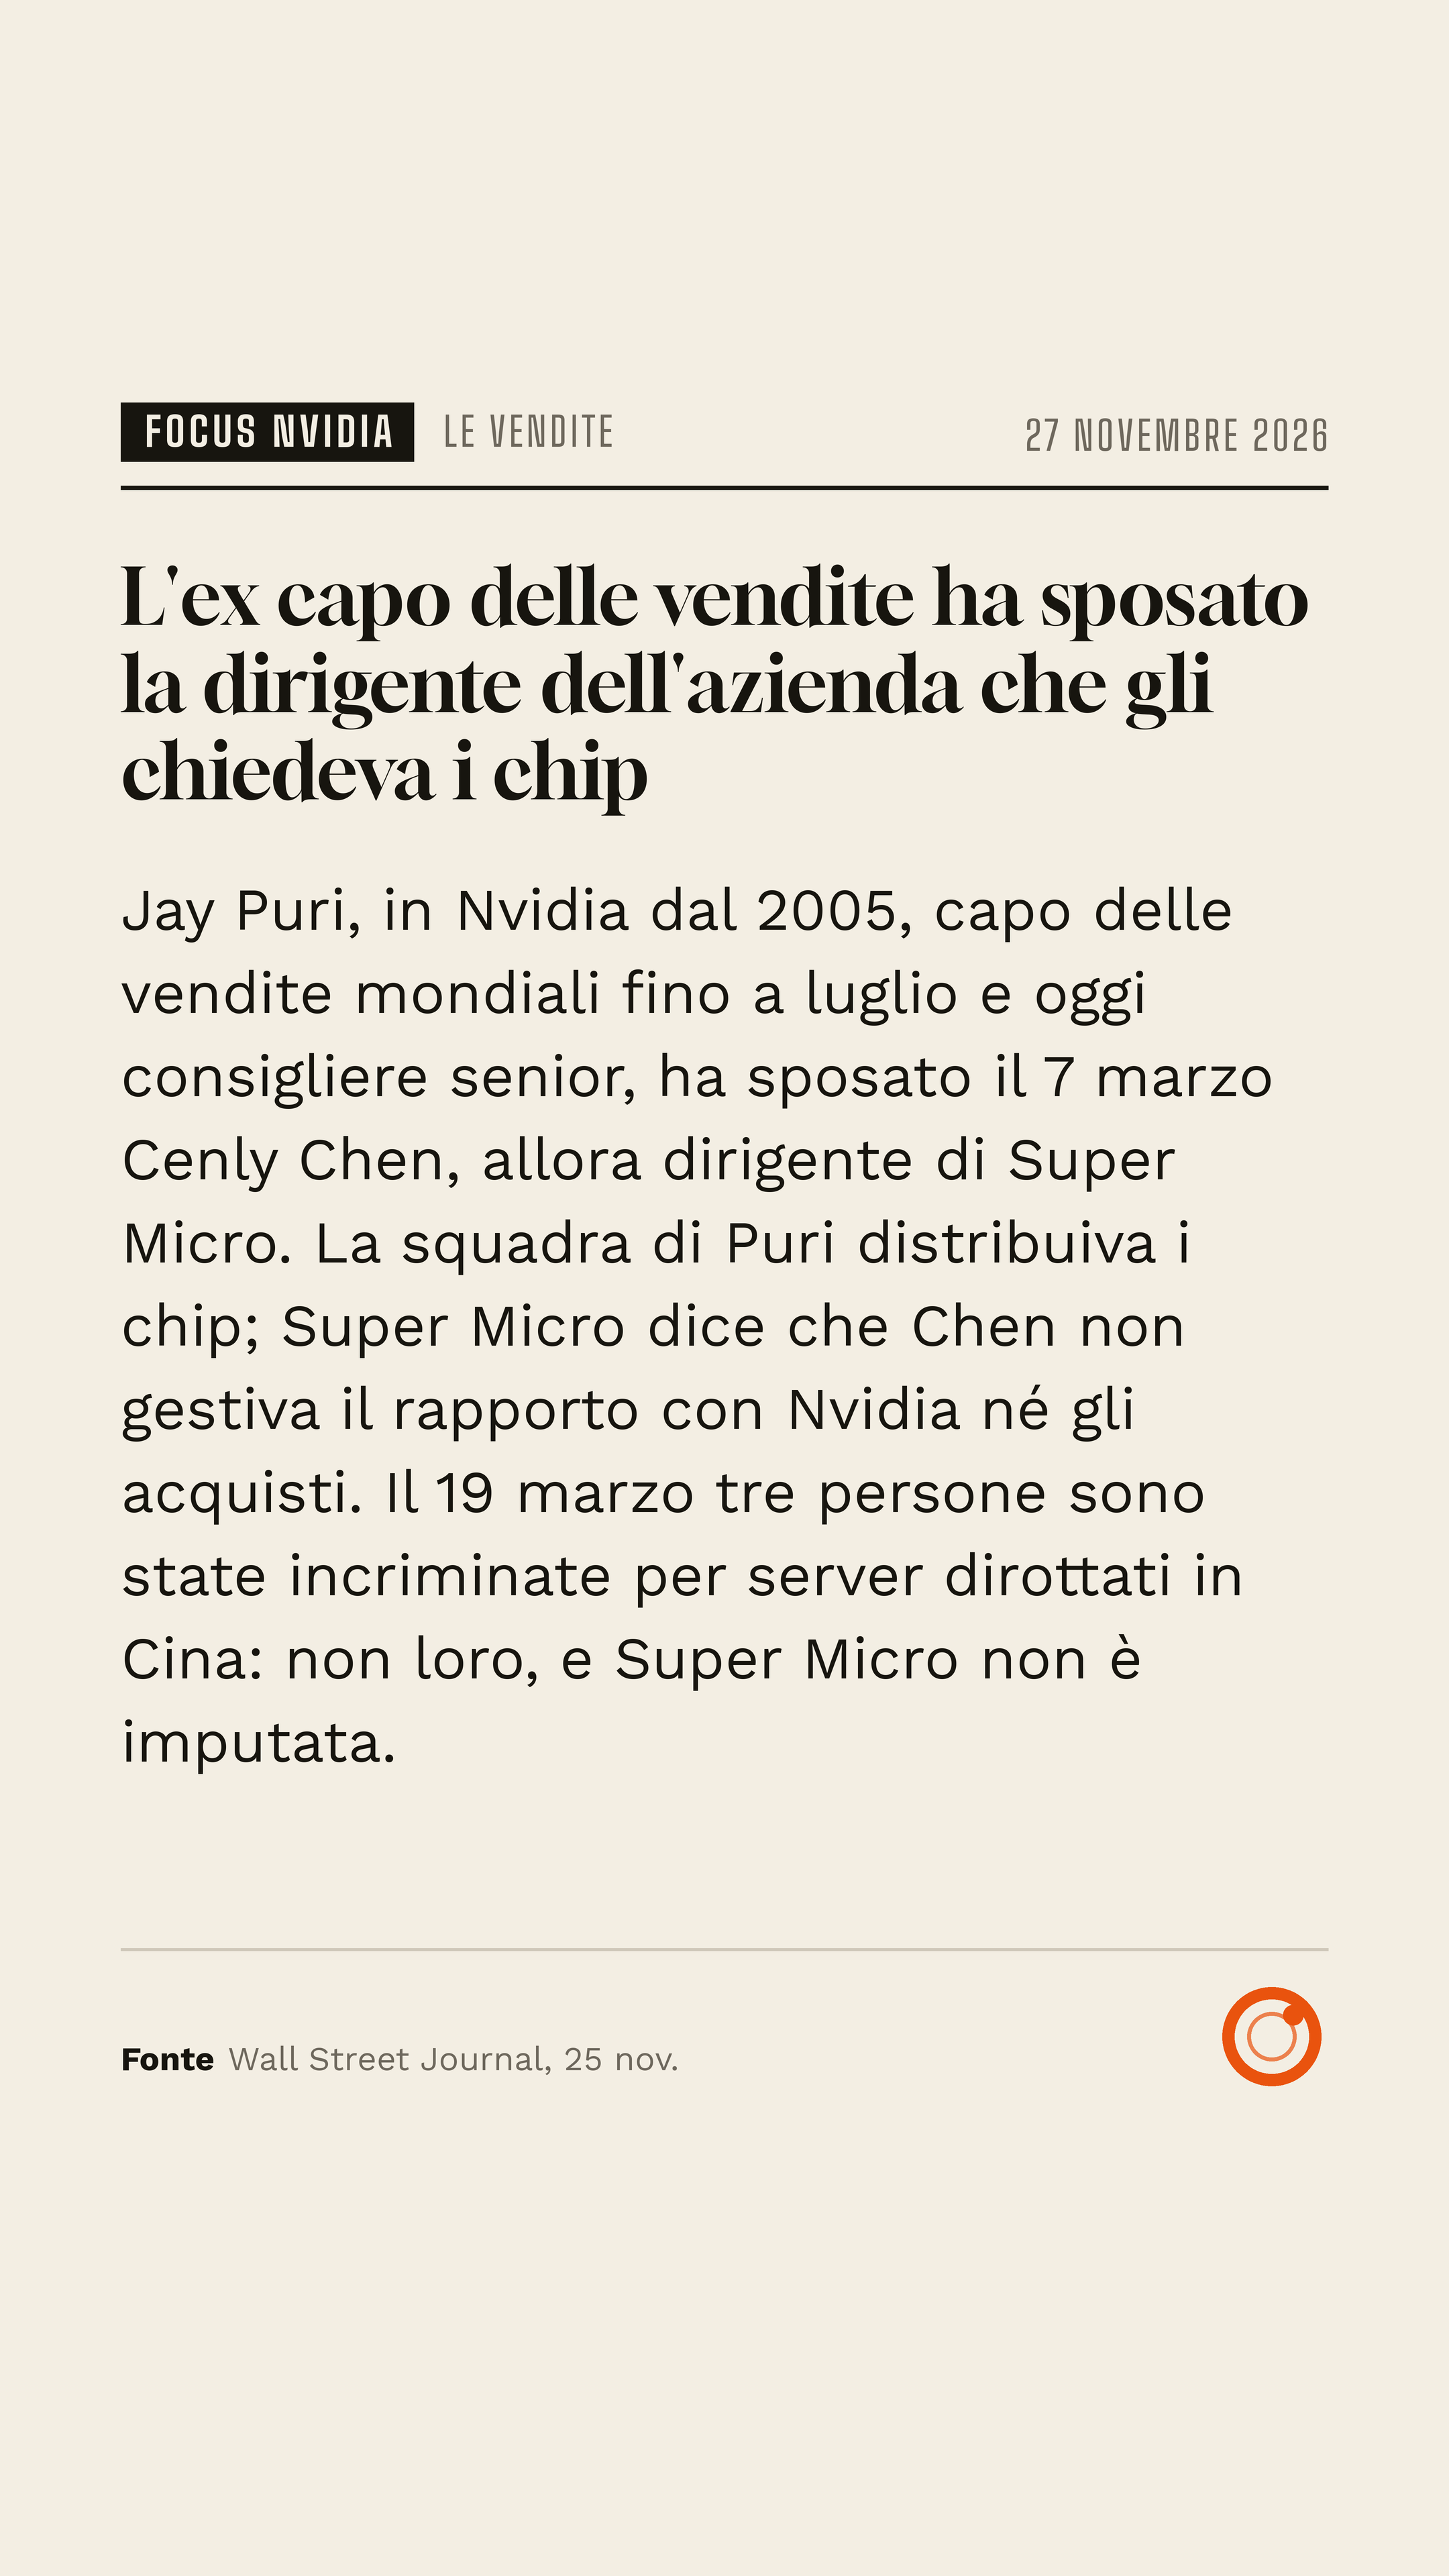 FOCUS NVIDIA LE VENDITE 27 NOVEMBRE 2026
L'ex capo delle vendite ha sposato
la dirigente dell'azienda che gli
chiedeva i chip
Jay Puri, in Nvidia dal 2005, capo delle
vendite mondiali fino a luglio e oggi
consigliere senior, ha sposato il 7 marzo
Cenly Chen, allora dirigente di Super
Micro. La squadra di Puri distribuiva i
chip; Super Micro dice che Chen non
gestiva il rapporto con Nvidia né gli
acquisti. Il 19 marzo tre persone sono
state incriminate per server dirottati in
Cina: non loro, e Super Micro non è
imputata.
Fonte Wall Street Journal, 25 nov.